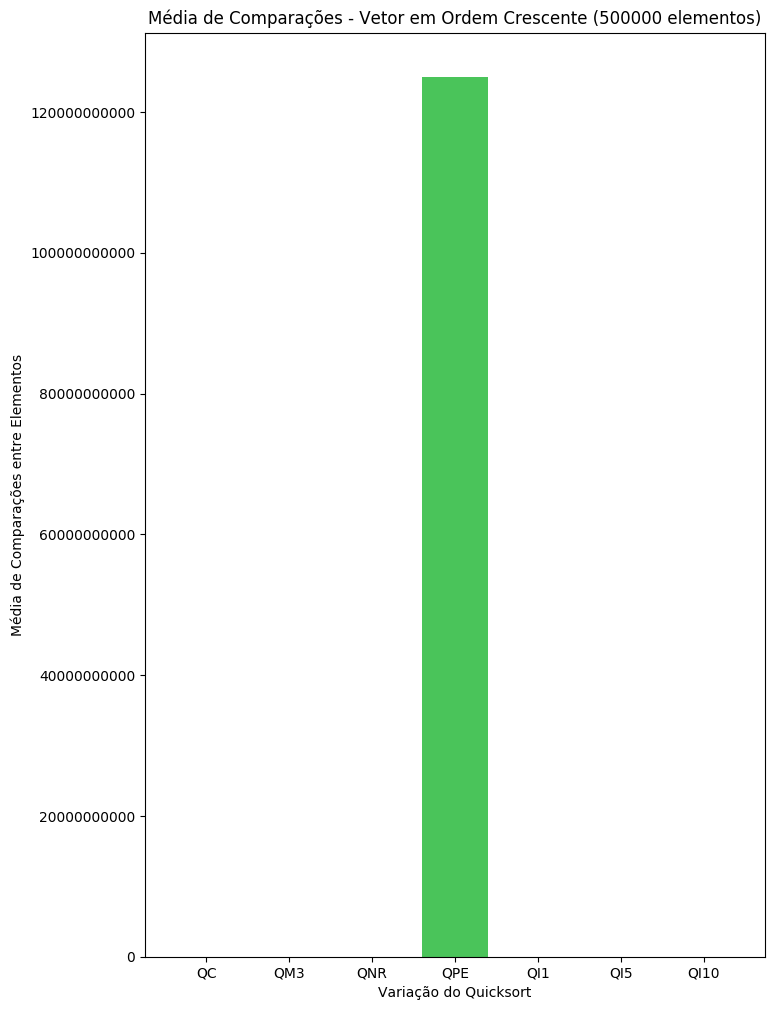 Média de Comparações - Vetor em Ordem Crescente (500000 elementos)
Média de Comparações entre Elementos
120000000000
100000000000
80000000000
60000000000
40000000000
20000000000
0
QC QM3 QNR QPE QI1 QI5 QI10
Variação do Quicksort